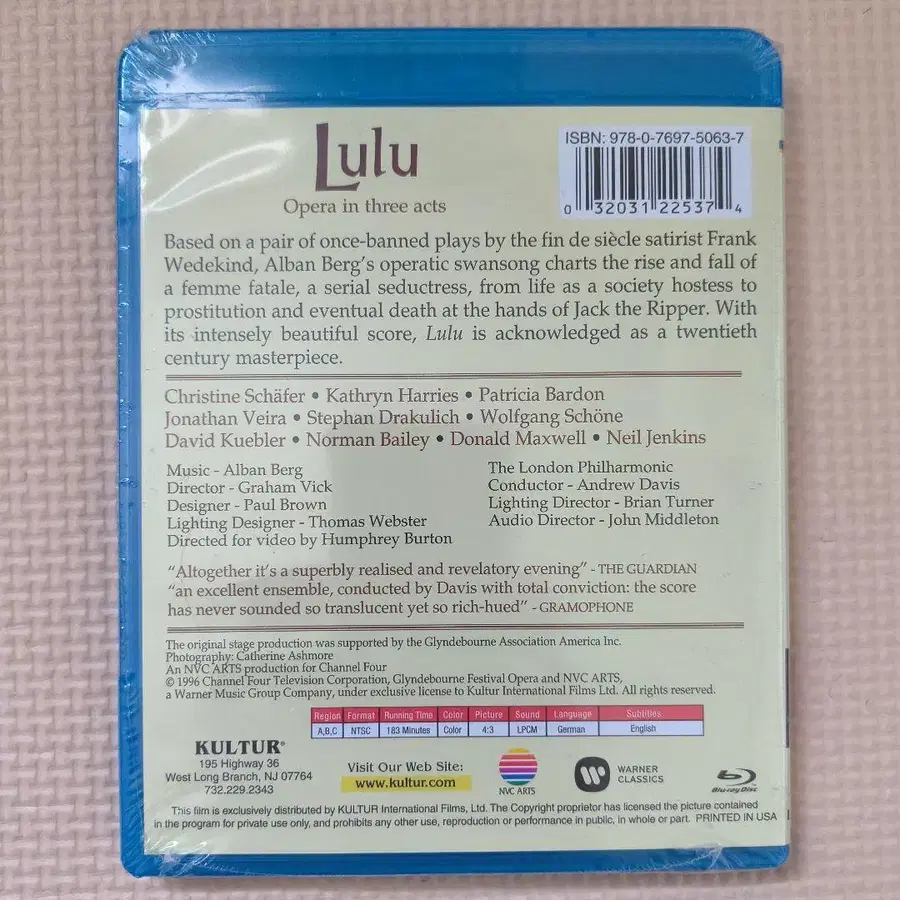 Lulu
Opera in three acts
ISBN: 978-0-7697-5063-7
0 32031 22537 4
Based on a pair of once-banned plays by the fin de siècle satirist Frank
Wedekind, Alban Berg's operatic swansong charts the rise and fall of
a femme fatale, a serial seductress, from life as a society hostess to
prostitution and eventual death at the hands of Jack the Ripper. With
its intensely beautiful score, Lulu is acknowledged as a twentieth
century masterpiece.
Christine Schäfer • Kathryn Harries • Patricia Bardon
Jonathan Veira • Stephan Drakulich • Wolfgang Schöne
David Kuebler • Norman Bailey • Donald Maxwell • Neil Jenkins
Music - Alban Berg
Director - Graham Vick
Designer - Paul Brown
Lighting Designer - Thomas Webster
Directed for video by Humphrey Burton
The London Philharmonic
Conductor - Andrew Davis
Lighting Director - Brian Turner
Audio Director - John Middleton
"Altogether it's a superbly realised and revelatory evening" - THE GUARDIAN
"an excellent ensemble, conducted by Davis with total conviction: the score
has never sounded so translucent yet so rich-hued" - GRAMOPHONE
The original stage production was supported by the Glyndebourne Association America Inc.
Photography: Catherine Ashmore
An NVC ARTS production for Channel Four
© 1996 Channel Four Television Corporation, Glyndebourne Festival Opera and NVC ARTS,
a Warner Music Group Company, under exclusive license to Kultur International Films Ltd. All rights reserved.
Region Format Running Time Color Picture Sound Language Subtitles
A,B,C NTSC 183 Minutes Color 4:3 LPCM German English
KULTUR®
195 Highway 36
West Long Branch, NJ 07764
732.229.2343
Visit Our Web Site:
www.kultur.com
NVC ARTS
WARNER
CLASSICS
Blu-ray Disc
This film is exclusively distributed by KULTUR International Films, Ltd. The Copyright proprietor has licensed the picture contained
in the program for private use only, and prohibits any other use, reproduction or performance in public, in whole or part. PRINTED IN USA